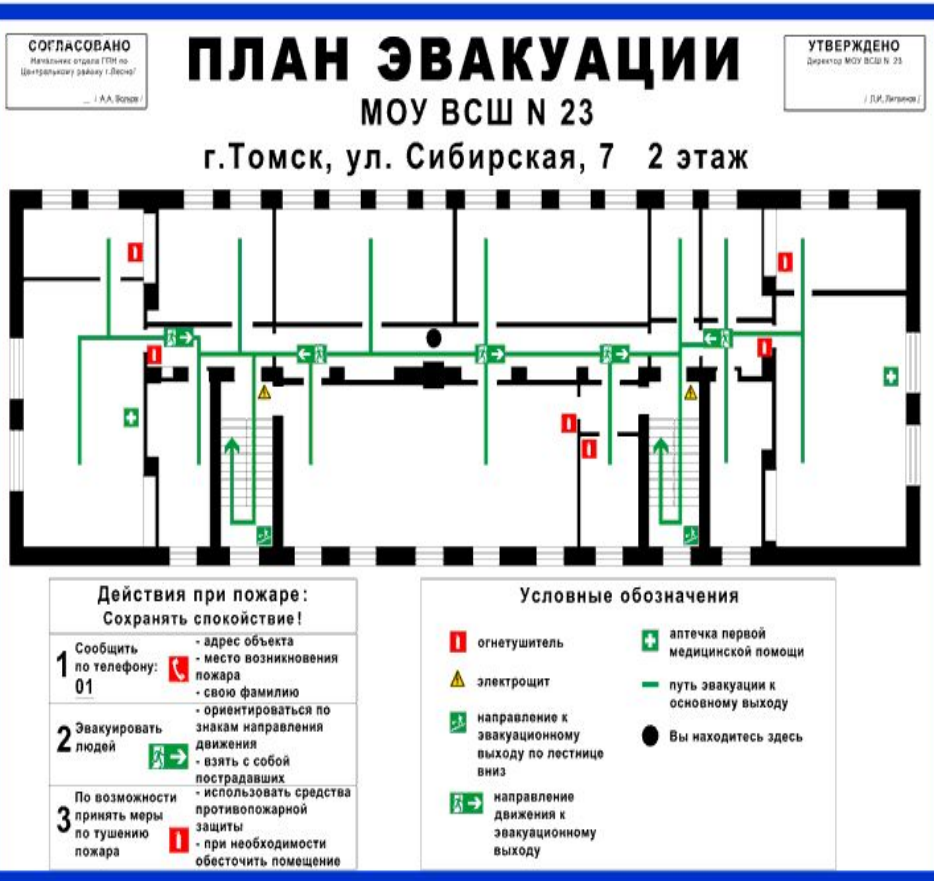 СОГЛАСОВАНО
Начальник отдела ГПН по
Центральному району г.Лесно/
/ А.А. Волков /
ПЛАН ЭВАКУАЦИИ
МОУ ВСШ N 23
г.Томск, ул. Сибирская, 7 2 этаж
УТВЕРЖДЕНО
Директор МОУ ВСШ N 23
/ Л.И. Литвинов /
Действия при пожаре:
Сохранять спокойствие!
1 Сообщить
по телефону:
01
- адрес объекта
- место возникновения
пожара
- свою фамилию
2 Эвакуировать
людей
- ориентироваться по
знакам направления
движения
- взять с собой
пострадавших
3 По возможности
принять меры
по тушению
пожара
- использовать средства
противопожарной
защиты
- при необходимости
обесточить помещение
Условные обозначения
огнетушитель
электрощит
направление к
эвакуационному
выходу по лестнице
вниз
направление
движения к
эвакуационному
выходу
аптечка первой
медицинской помощи
путь эвакуации к
основному выходу
Вы находитесь здесь